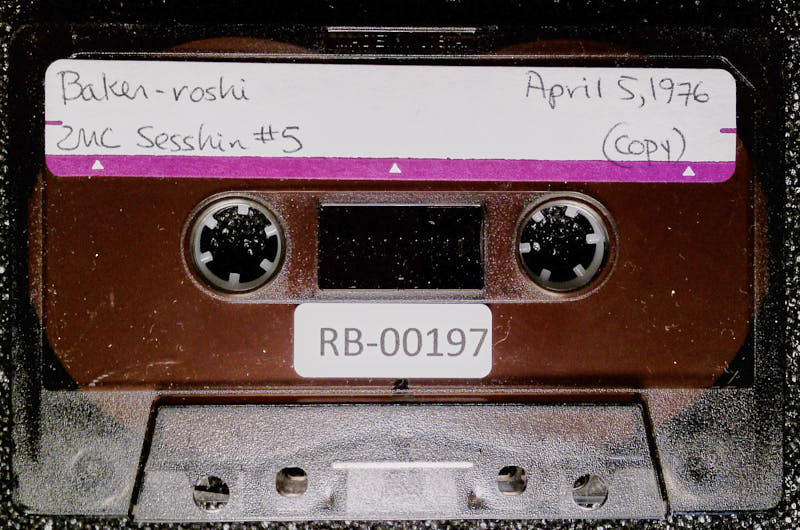 Baker-roshi
April 5, 1976
ZMC Sesshin #5
(copy)
RB-00197